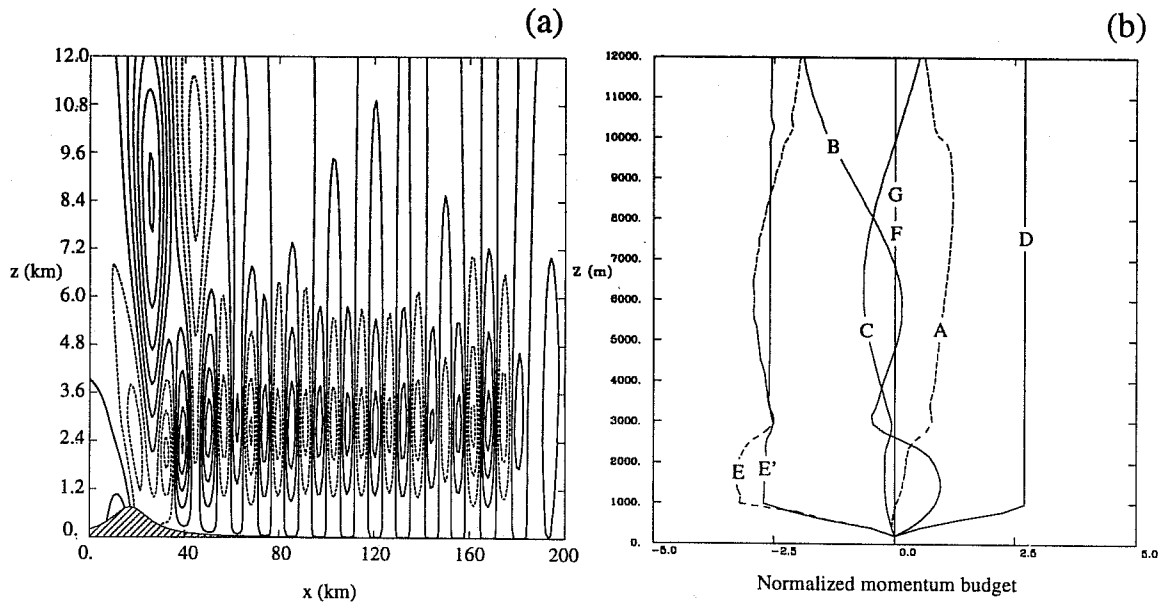 (a)
12.0
10.8
9.6
8.4
7.2
z (km)
6.0
4.8
3.6
2.4
1.2
0.
0. 40 80 120 160 200
x (km)
(b)
12000.
11000.
10000.
9000.
8000.
7000.
z (m)
6000.
5000.
4000.
3000.
2000.
1000.
0.
-5.0 -2.5 0.0 2.5 5.0
B
G
F
D
C
A
E
E'
Normalized momentum budget